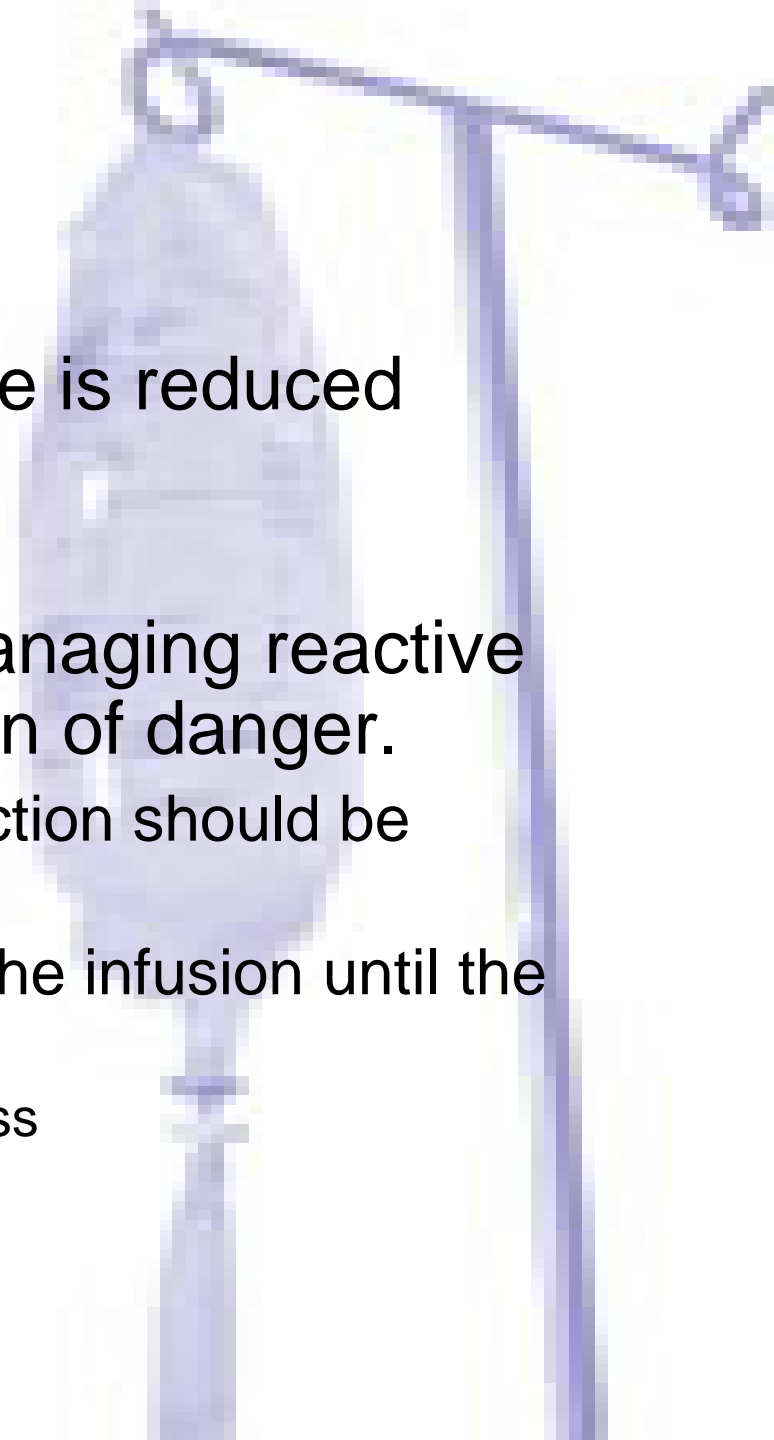 e is reduced
anaging reactive
n of danger.
ction should be
he infusion until the
ss